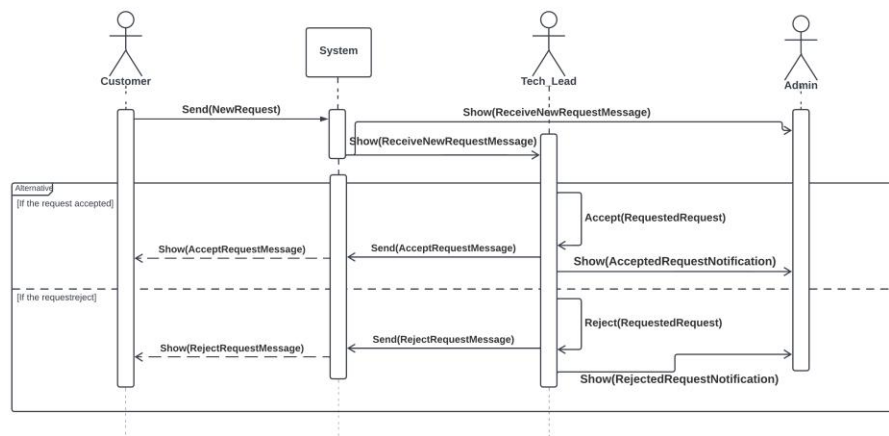 Customer
System
Tech_Lead
Admin
Send(NewRequest)
Show(ReceiveNewRequestMessage)
Show(ReceiveNewRequestMessage)
Alternative
[If the request accepted]
Accept(RequestedRequest)
Show(AcceptRequestMessage)
Send(AcceptRequestMessage)
Show(AcceptedRequestNotification)
[If the requestreject]
Reject(RequestedRequest)
Show(RejectRequestMessage)
Send(RejectRequestMessage)
Show(RejectedRequestNotification)